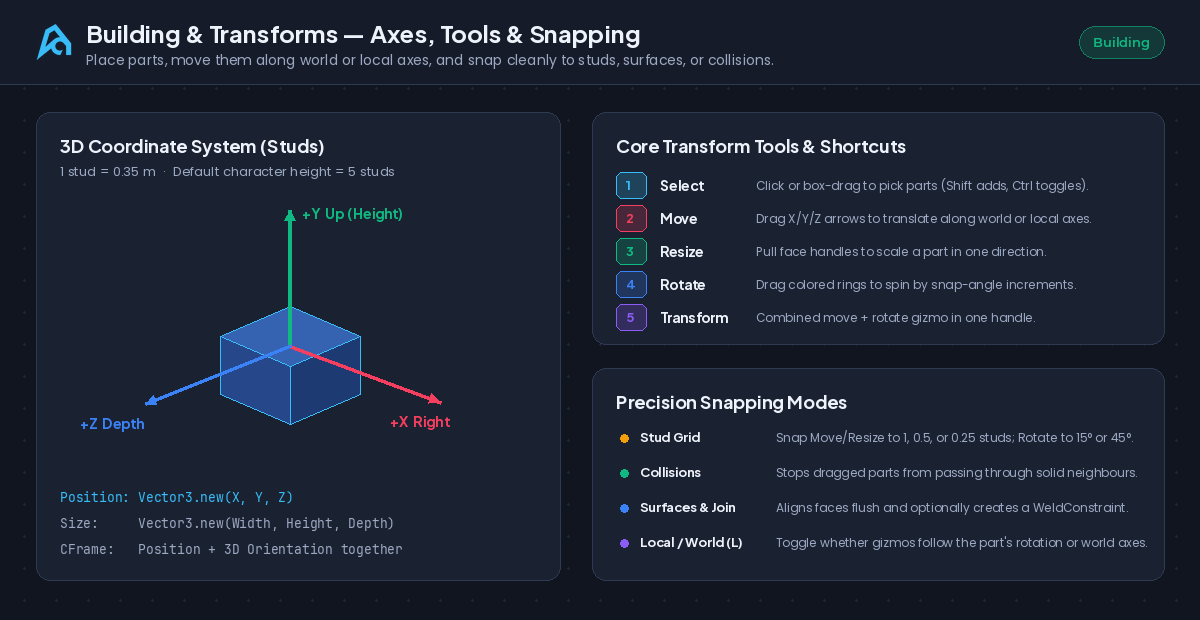 Building & Transforms — Axes, Tools & Snapping
Place parts, move them along world or local axes, and snap cleanly to studs, surfaces, or collisions.
Building
3D Coordinate System (Studs)
1 stud = 0.35 m · Default character height = 5 studs
+Y Up (Height)
+Z Depth
+X Right
Position: Vector3.new(X, Y, Z)
Size: Vector3.new(Width, Height, Depth)
CFrame: Position + 3D Orientation together
Core Transform Tools & Shortcuts
1 Select Click or box-drag to pick parts (Shift adds, Ctrl toggles).
2 Move Drag X/Y/Z arrows to translate along world or local axes.
3 Resize Pull face handles to scale a part in one direction.
4 Rotate Drag colored rings to spin by snap-angle increments.
5 Transform Combined move + rotate gizmo in one handle.
Precision Snapping Modes
Stud Grid Snap Move/Resize to 1, 0.5, or 0.25 studs; Rotate to 15° or 45°.
Collisions Stops dragged parts from passing through solid neighbours.
Surfaces & Join Aligns faces flush and optionally creates a WeldConstraint.
Local / World (L) Toggle whether gizmos follow the part's rotation or world axes.